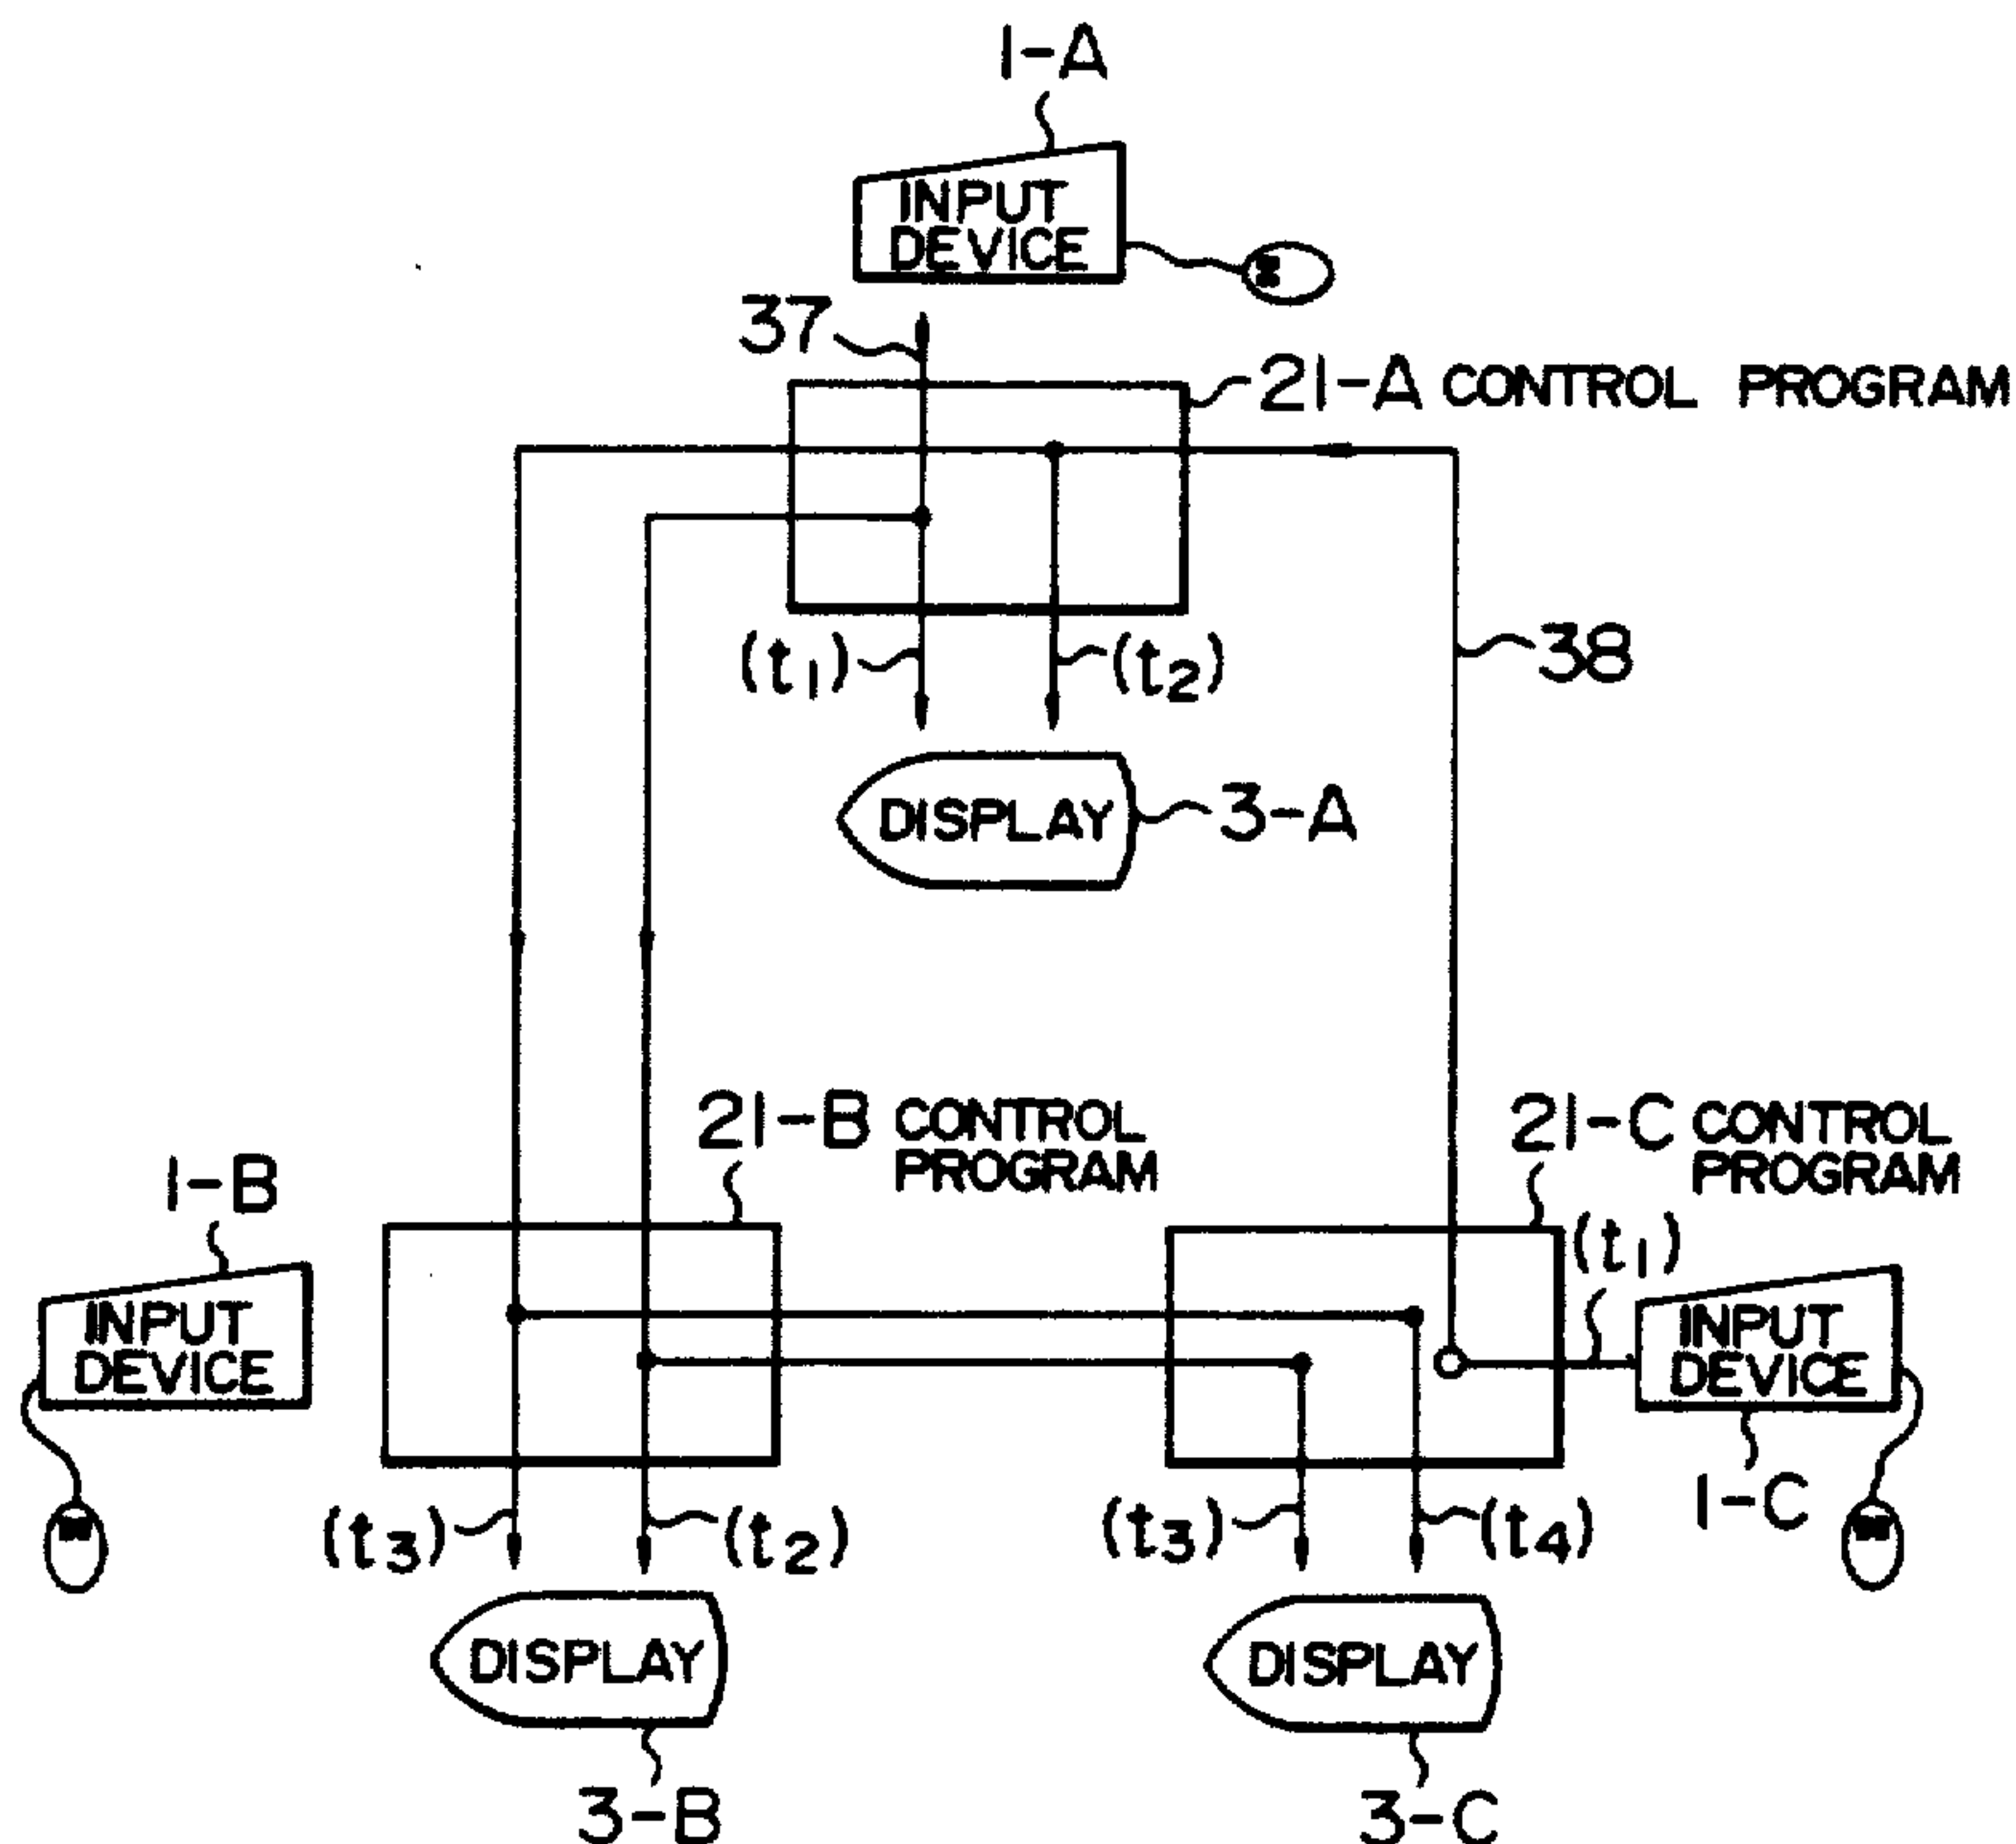 1-A
INPUT
DEVICE
37
21-A CONTROL PROGRAM
(t1)
(t2)
38
DISPLAY
3-A
21-B CONTROL
PROGRAM
21-C CONTROL
PROGRAM
1-B
(t1)
INPUT
DEVICE
INPUT
DEVICE
1-C
(t3)
(t2)
(t3)
(t4)
DISPLAY
DISPLAY
3-B
3-C